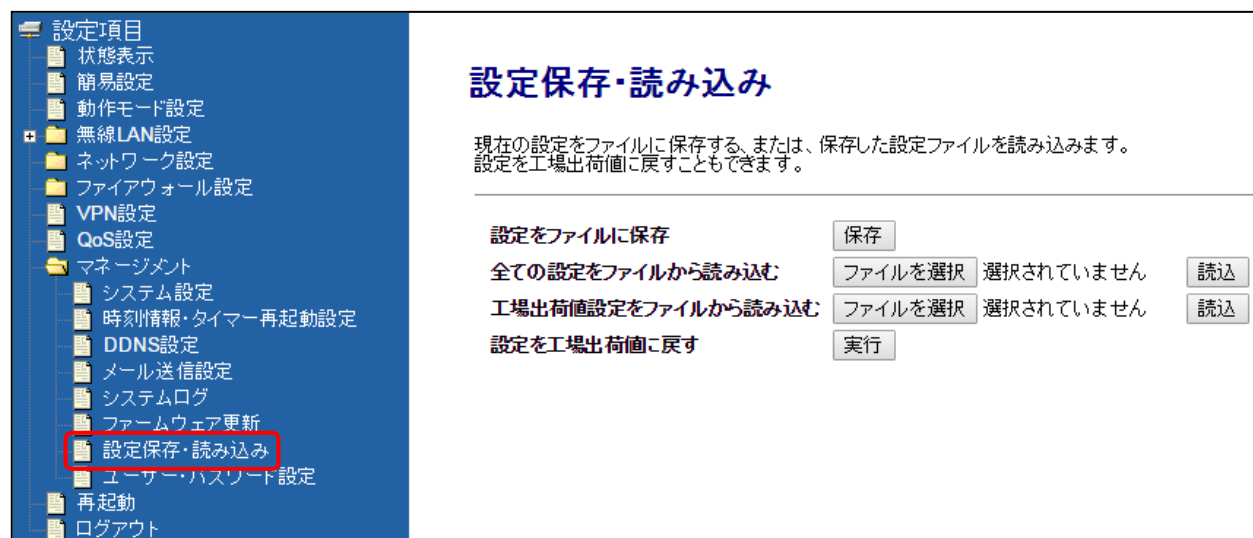 設定項目
状態表示
簡易設定
動作モード設定
無線LAN設定
ネットワーク設定
ファイアウォール設定
VPN設定
QoS設定
マネージメント
システム設定
時刻情報・タイマー再起動設定
DDNS設定
メール送信設定
システムログ
ファームウェア更新
設定保存・読み込み
ユーザー・パスワード設定
再起動
ログアウト
設定保存・読み込み
現在の設定をファイルに保存する、または、保存した設定ファイルを読み込みます。
設定を工場出荷値に戻すこともできます。
設定をファイルに保存 保存
全ての設定をファイルから読み込む ファイルを選択 選択されていません 読込
工場出荷値設定をファイルから読み込む ファイルを選択 選択されていません 読込
設定を工場出荷値に戻す 実行